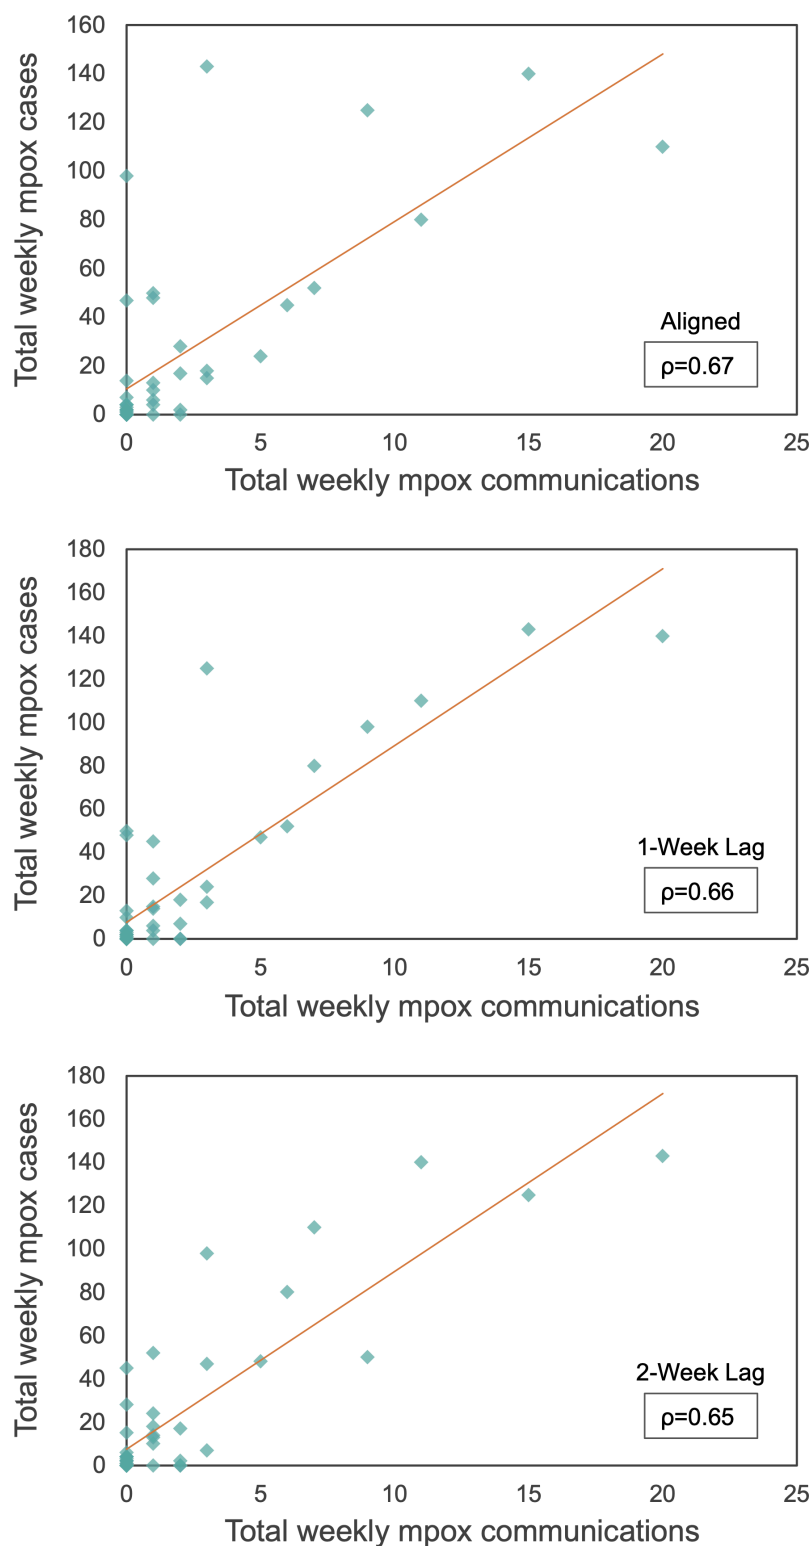 160
140
120
100
80
60
40
20
0
Total weekly mpox cases
Aligned
ρ=0.67
0 5 10 15 20 25
Total weekly mpox communications
180
160
140
120
100
80
60
40
20
0
Total weekly mpox cases
1-Week Lag
ρ=0.66
0 5 10 15 20 25
Total weekly mpox communications
180
160
140
120
100
80
60
40
20
0
Total weekly mpox cases
2-Week Lag
ρ=0.65
0 5 10 15 20 25
Total weekly mpox communications